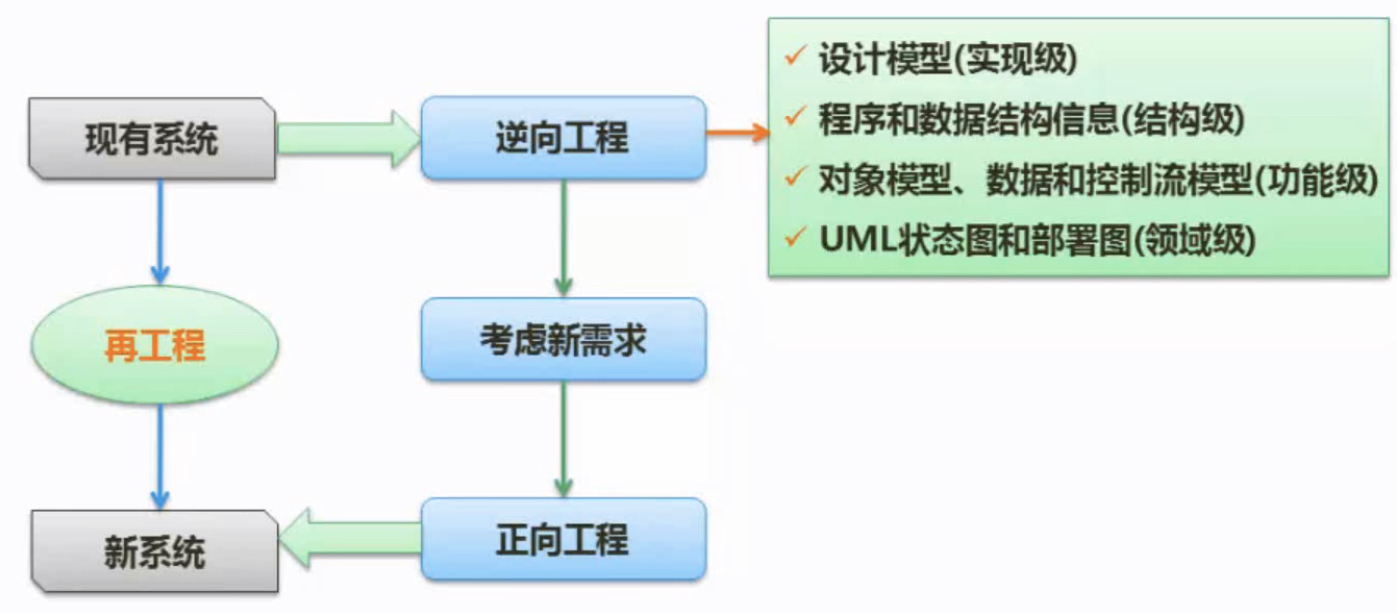 现有系统
逆向工程
设计模型(实现级)
程序和数据结构信息(结构级)
对象模型、数据和控制流模型(功能级)
UML状态图和部署图(领域级)
再工程
考虑新需求
新系统
正向工程